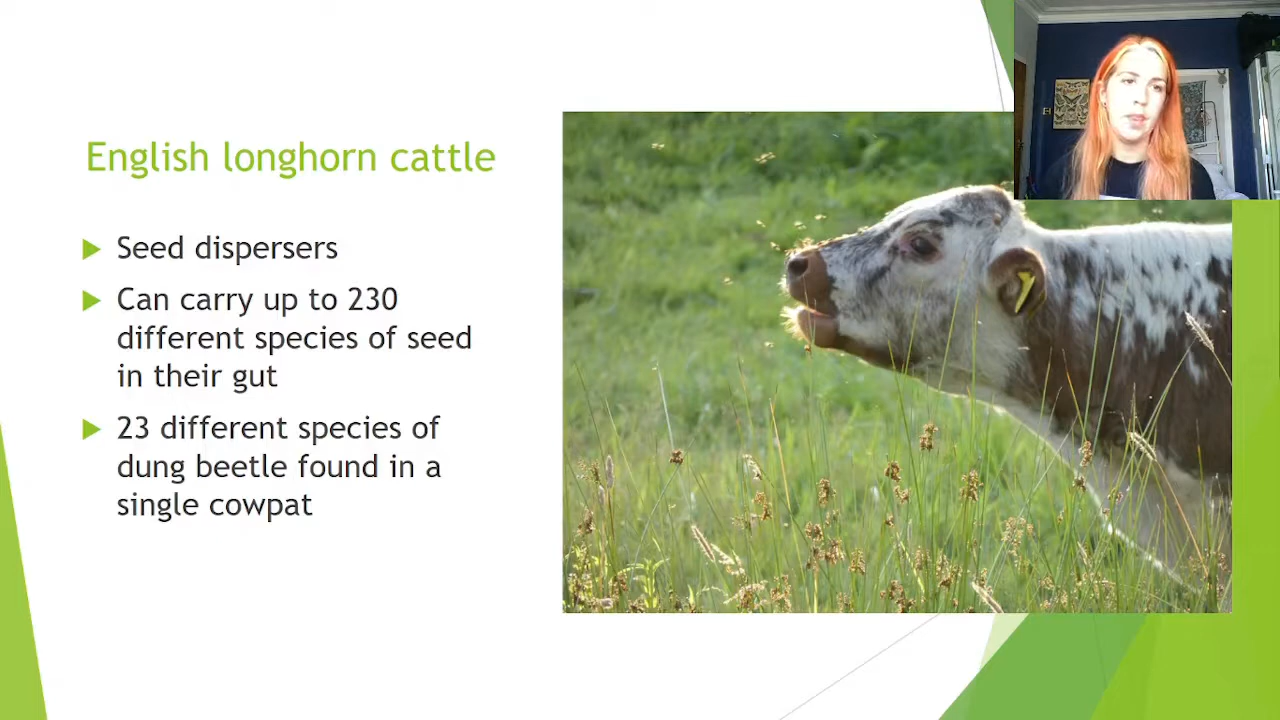 English longhorn cattle
Seed dispersers
Can carry up to 230
different species of seed
in their gut
23 different species of
dung beetle found in a
single cowpat